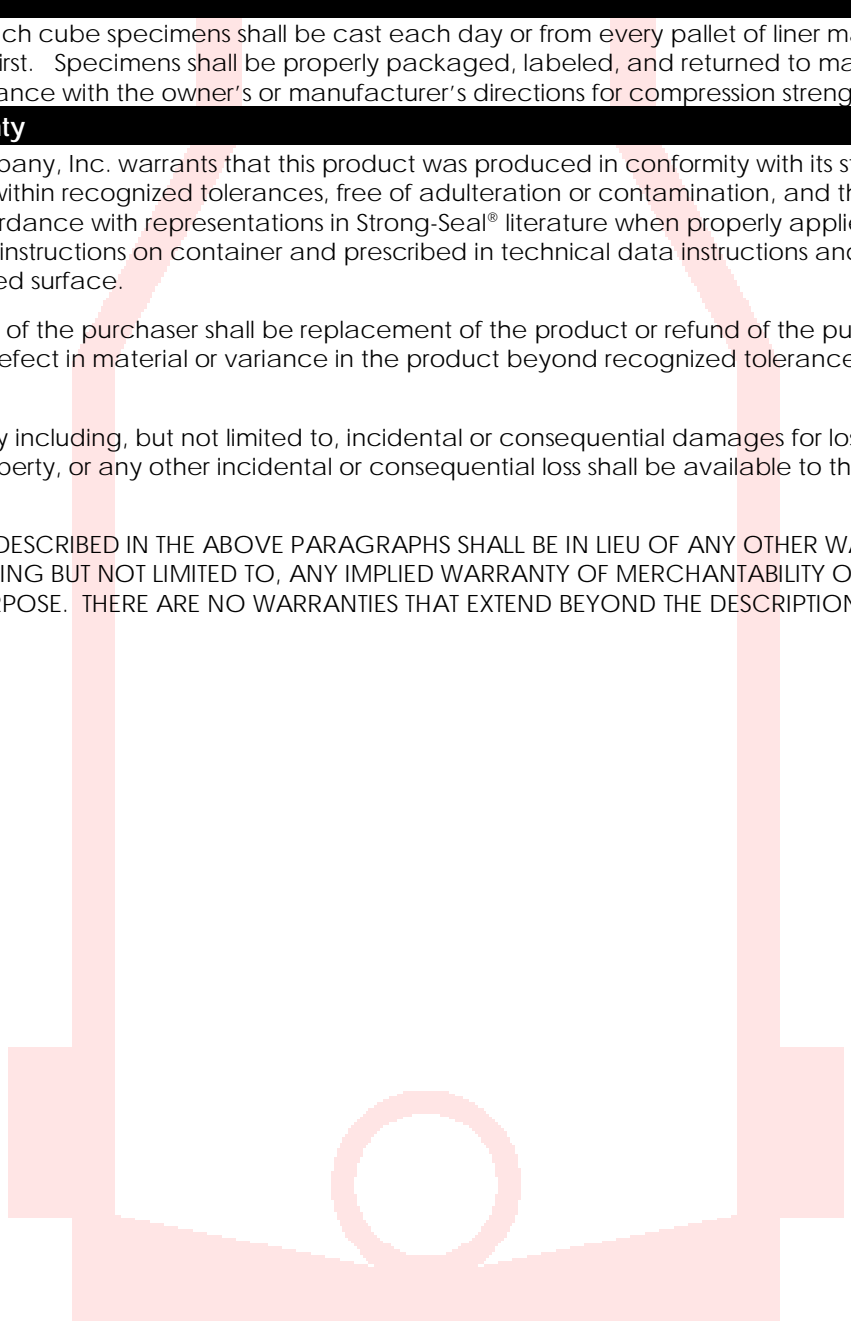 ch cube specimens shall be cast each day or from every pallet of liner ma
irst. Specimens shall be properly packaged, labeled, and returned to ma
ance with the owner's or manufacturer's directions for compression streng
ty
pany, Inc. warrants that this product was produced in conformity with its s
within recognized tolerances, free of adulteration or contamination, and th
rdance with representations in Strong-Seal® literature when properly applie
instructions on container and prescribed in technical data instructions and
ed surface.
of the purchaser shall be replacement of the product or refund of the pu
efect in material or variance in the product beyond recognized tolerance
y including, but not limited to, incidental or consequential damages for los
perty, or any other incidental or consequential loss shall be available to th
DESCRIBED IN THE ABOVE PARAGRAPHS SHALL BE IN LIEU OF ANY OTHER WA
ING BUT NOT LIMITED TO, ANY IMPLIED WARRANTY OF MERCHANTABILITY O
RPOSE. THERE ARE NO WARRANTIES THAT EXTEND BEYOND THE DESCRIPTION